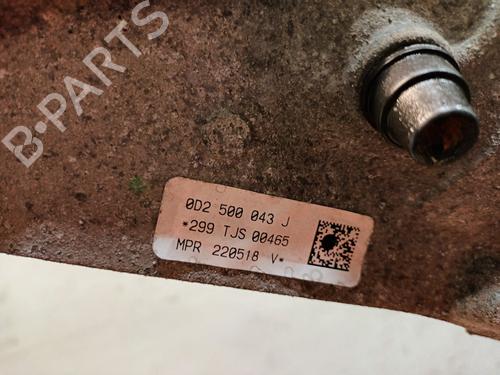 B-PARTS
0D2 500 043 J
*299 TJS 00465
MPR 220518 V*